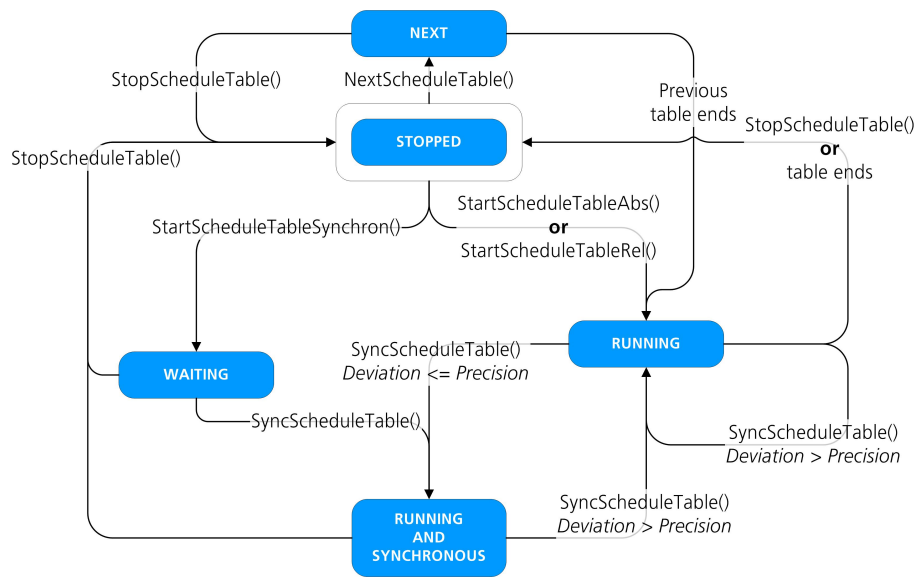 NEXT
StopScheduleTable()
NextScheduleTable()
Previous
table ends
StopScheduleTable()
or
table ends
STOPPED
StopScheduleTable()
StartScheduleTableAbs()
or
StartScheduleTableRel()
StartScheduleTableSynchron()
RUNNING
SyncScheduleTable()
Deviation <= Precision
WAITING
SyncScheduleTable()
SyncScheduleTable()
Deviation > Precision
SyncScheduleTable()
Deviation > Precision
RUNNING
AND
SYNCHRONOUS